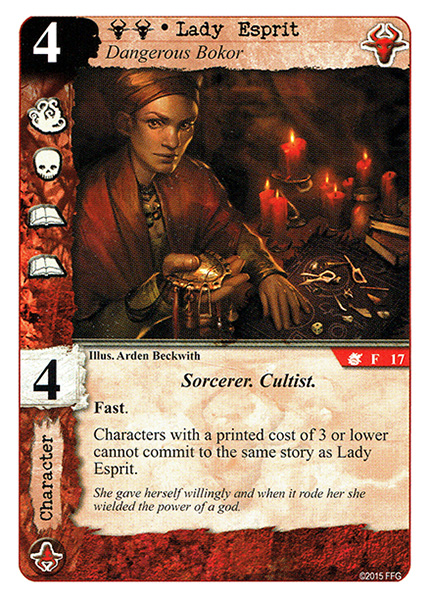 4
• Lady Esprit
Dangerous Bokor
Illus. Arden Beckwith
F 17
4
Sorcerer. Cultist.
Fast.
Characters with a printed cost of 3 or lower
cannot commit to the same story as Lady
Esprit.
She gave herself willingly and when it rode her she
wielded the power of a god.
Character
©2015 FFG